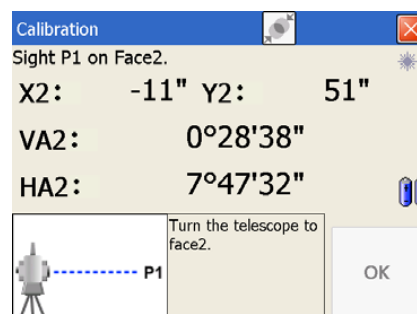 Calibration
Sight P1 on Face2.
X2: -11" Y2: 51"
VA2: 0°28'38"
HA2: 7°47'32"
Turn the telescope to
face2.
P1
OK